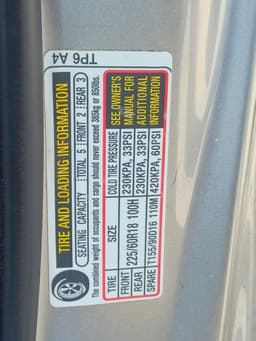 TIRE AND LOADING INFORMATION
SEATING CAPACITY TOTAL 5 FRONT 2 REAR 3
The combined weight of occupants and cargo should never exceed 385kg or 850lbs.
TIRE SIZE COLD TIRE PRESSURE
FRONT 225/60R18 100H 230KPA, 33PSI
REAR 230KPA, 33PSI
SPARE T155/90D16 110M 420KPA, 60PSI
SEE OWNER'S
MANUAL FOR
ADDITIONAL
INFORMATION
TP6 A4